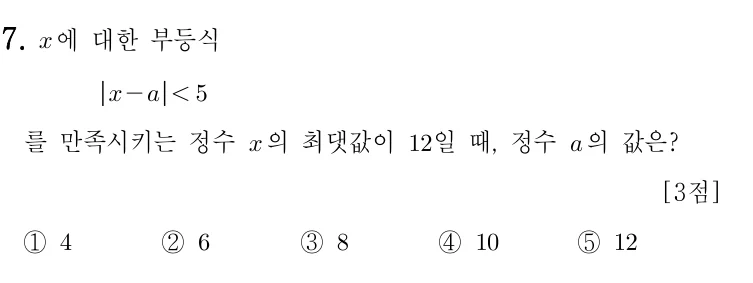 7. x에 대한 부등식
|x-a|<5
를 만족시키는 정수 x의 최댓값이 12일 때, 정수 a의 값은?
[3점]
① 4 ② 6 ③ 8 ④ 10 ⑤ 12